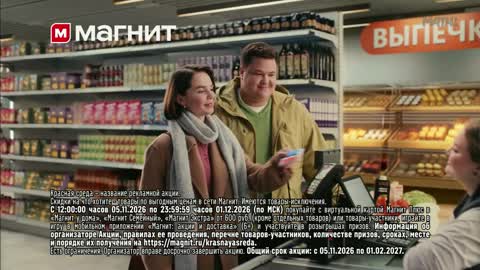 МАГНИТ
ВЫПЕЧК
Красная среда – название рекламной акции.
Скидки на что хотите: товары по выгодным ценам в сети Магнит. Имеются товары-исключения.
С 12:00:00 часов 05.11.2026 до 23:59:59 часов 01.12.2026 (по МСК) покупайте с виртуальной картой Магнит Плюс в
«Магнит у дома», «Магнит Семейный», «Магнит Экстра» от 600 руб. (кроме отдельных товаров) или товары-участники, играйте в
игру в мобильном приложении «Магнит: акции и доставка» (6+) и участвуйте в розыгрышах призов. Информация об
организаторе Акции, правилах ее проведения, перечне товаров-участников, количестве призов, сроках, месте
и порядке их получения на https://magnit.ru/krasnayasreda.
Есть ограничения. Организатор вправе досрочно завершить акцию. Общий срок акции: с 05.11.2026 по 01.02.2027.